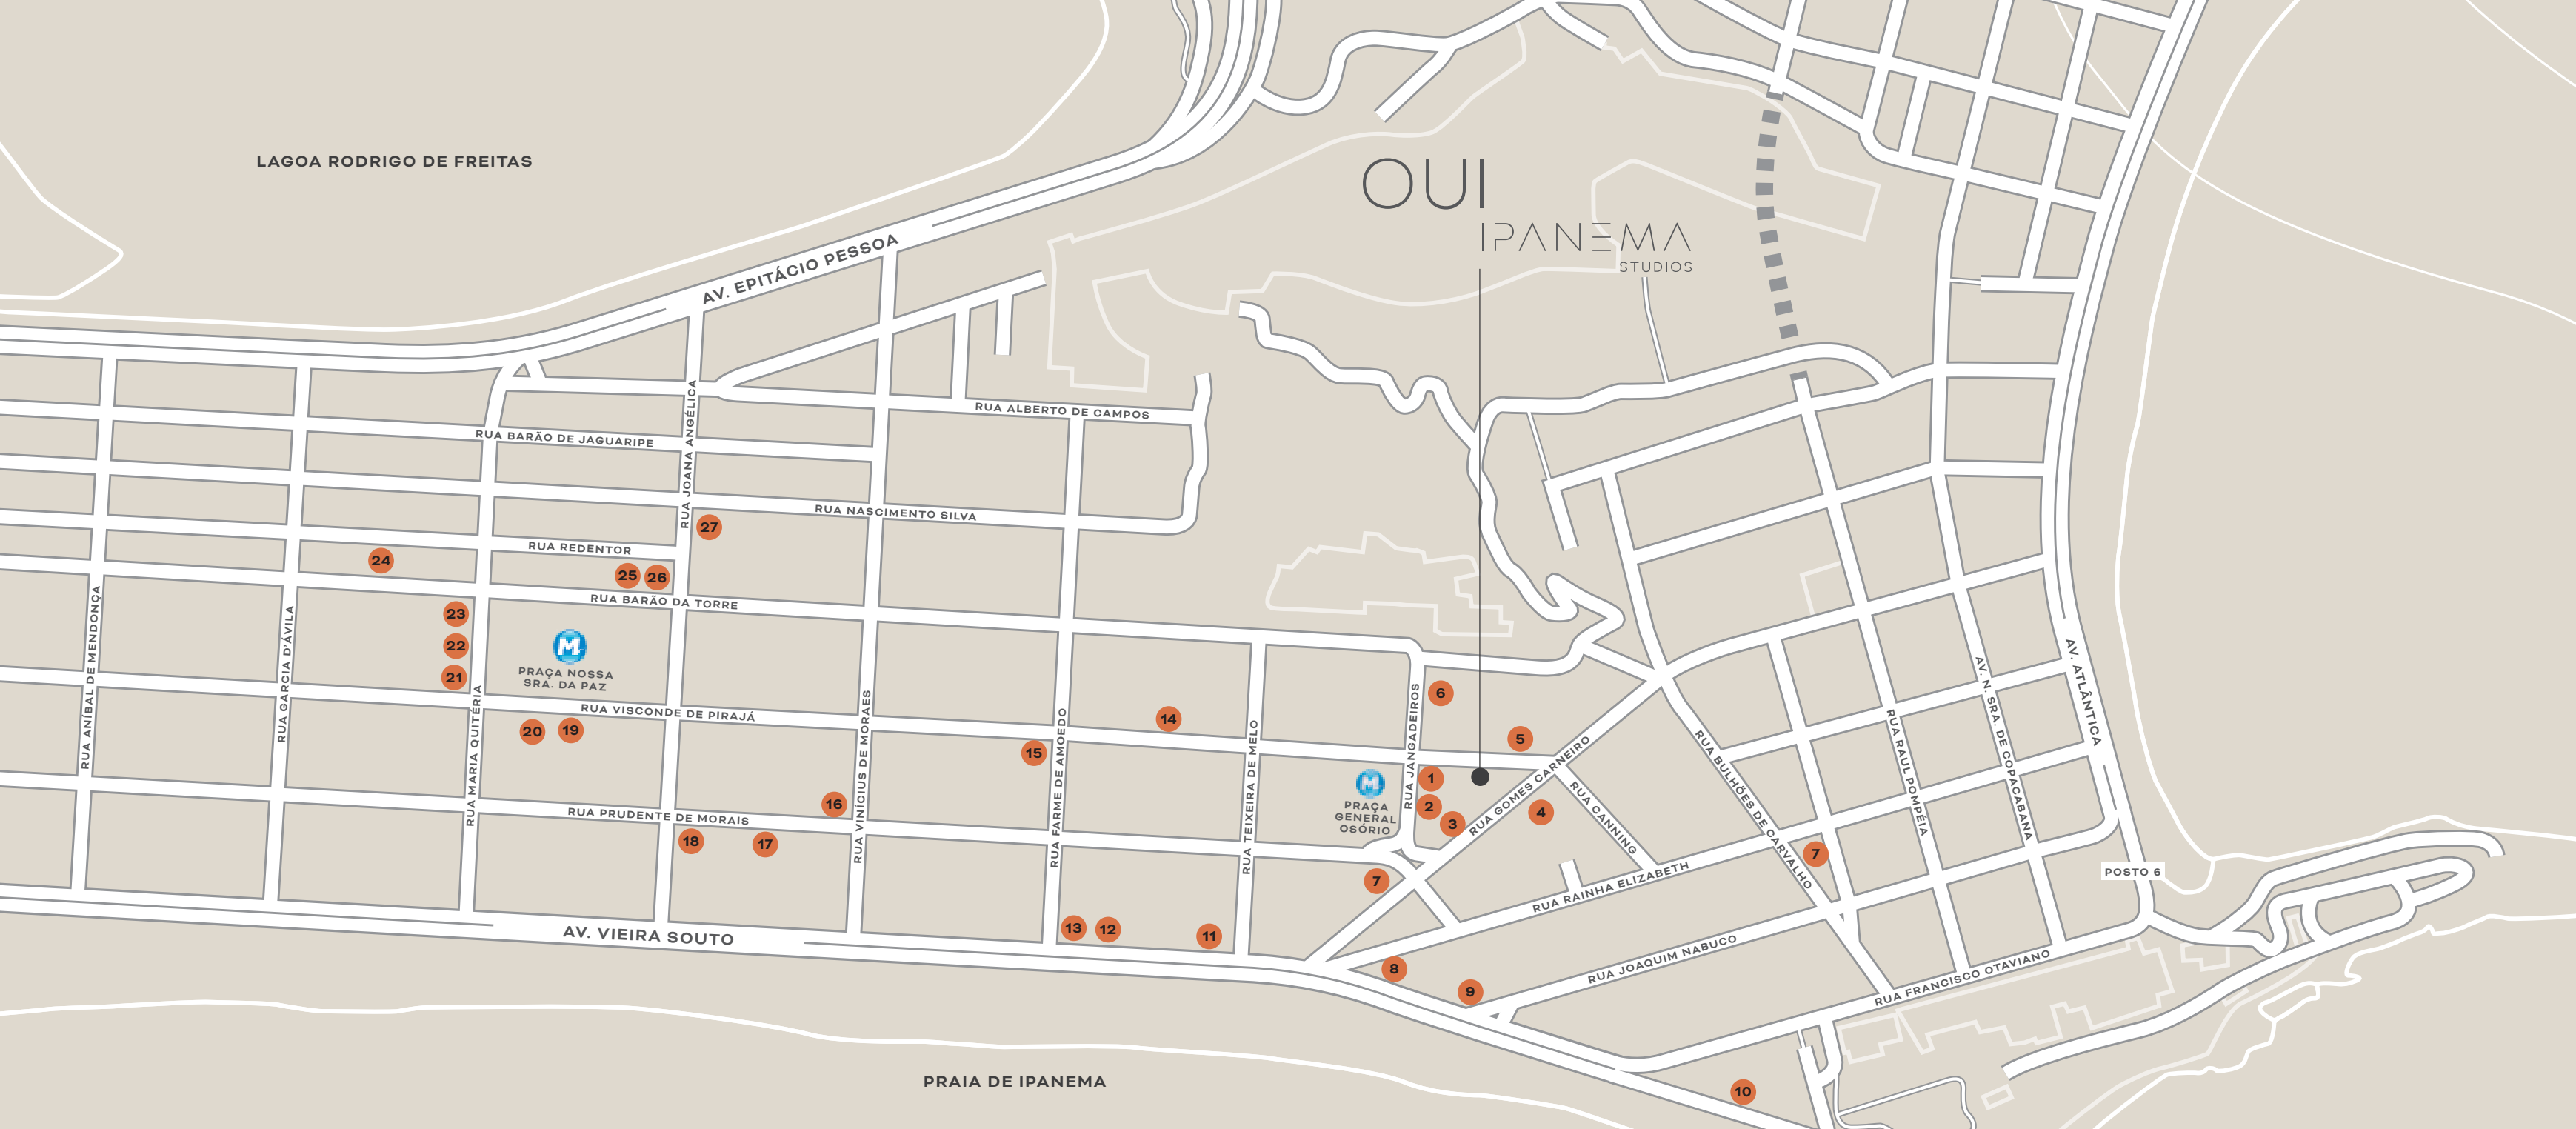 LAGOA RODRIGO DE FREITAS
OUI
IPANEMA
STUDIOS
AV. EPITÁCIO PESSOA
RUA ALBERTO DE CAMPOS
RUA BARÃO DE JAGUARIPE
RUA JOANA ANGÉLICA
RUA NASCIMENTO SILVA
27
RUA REDENTOR
24
25
26
RUA BARÃO DA TORRE
23
22
21
M
PRAÇA NOSSA
SRA. DA PAZ
RUA ANÍBAL DE MENDONÇA
RUA GARCIA D'ÁVILA
RUA MARIA QUITÉRIA
RUA VISCONDE DE PIRAJÁ
20
19
RUA VINÍCIUS DE MORAES
RUA FARME DE AMOEDO
RUA TEIXEIRA DE MELO
RUA JANGADEIROS
14
15
6
5
M
PRAÇA
GENERAL
OSÓRIO
1
2
3
4
RUA GOMES CARNEIRO
RUA CANNING
RUA BULHÕES DE CARVALHO
RUA RAUL POMPÉIA
AV. N. SRA. DE COPACABANA
AV. ATLÂNTICA
16
RUA PRUDENTE DE MORAIS
18
17
7
7
RUA RAINHA ELIZABETH
POSTO 6
AV. VIEIRA SOUTO
13
12
11
8
9
RUA JOAQUIM NABUCO
RUA FRANCISCO OTAVIANO
10
PRAIA DE IPANEMA